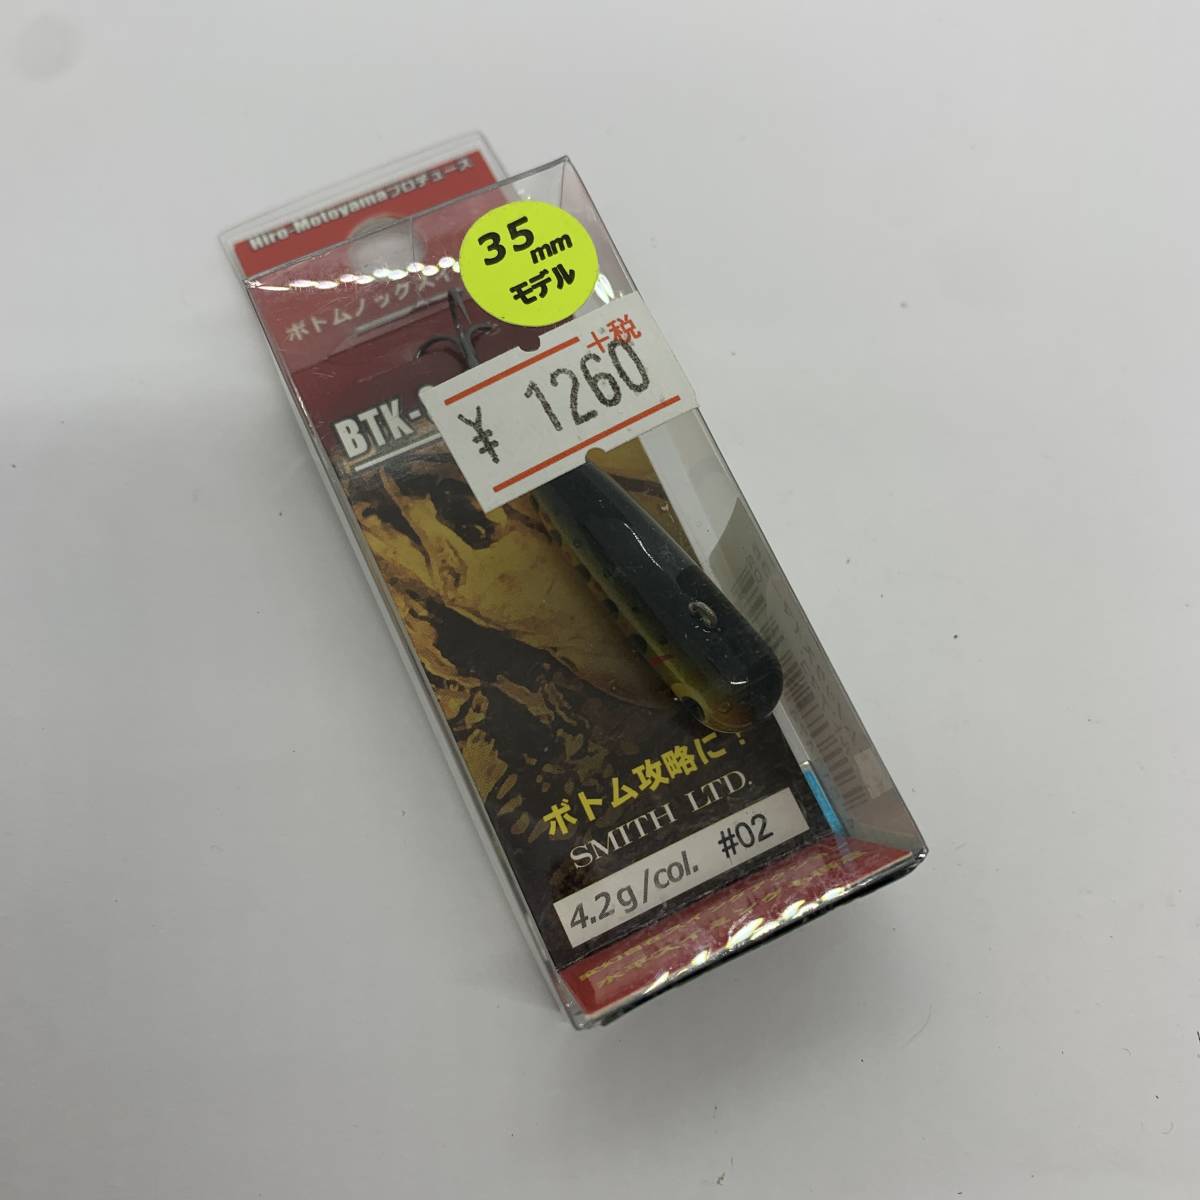 Hiro-Motoyamaプロデュース
35mm
モデル
ボトムノックスイ
+税
¥ 1260
BTK-
ボトム攻略に!
SMITH LTD.
4.2g/col. #02